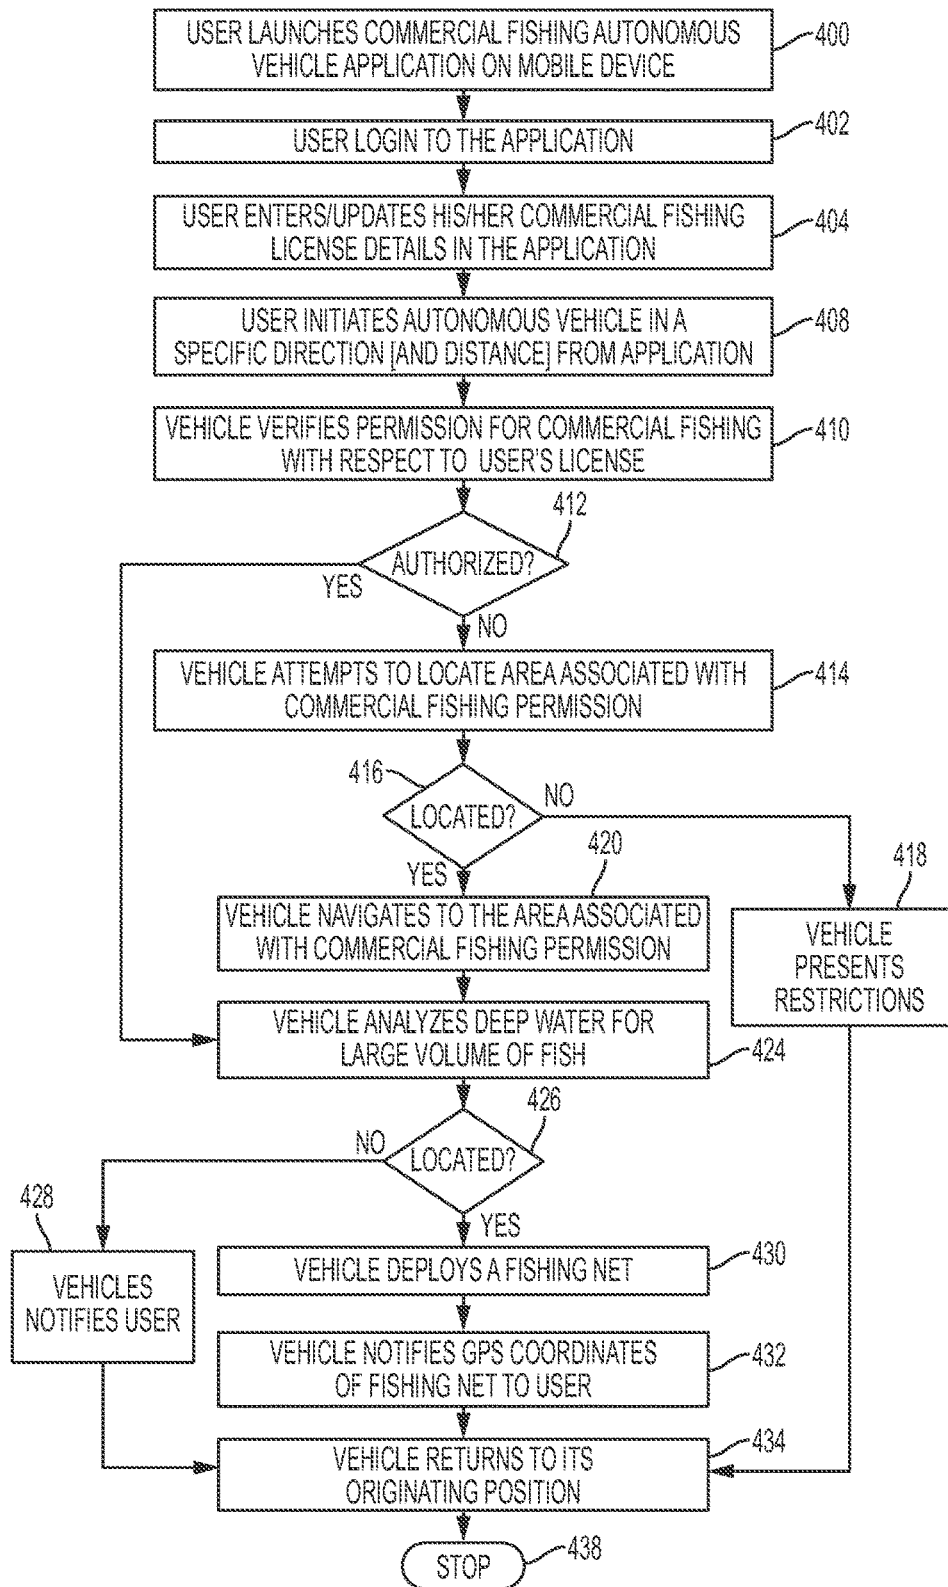 USER LAUNCHES COMMERCIAL FISHING AUTONOMOUS
VEHICLE APPLICATION ON MOBILE DEVICE
400
USER LOGIN TO THE APPLICATION
402
USER ENTERS/UPDATES HIS/HER COMMERCIAL FISHING
LICENSE DETAILS IN THE APPLICATION
404
USER INITIATES AUTONOMOUS VEHICLE IN A
SPECIFIC DIRECTION [AND DISTANCE] FROM APPLICATION
408
VEHICLE VERIFIES PERMISSION FOR COMMERCIAL FISHING
WITH RESPECT TO USER'S LICENSE
410
412
AUTHORIZED?
YES
NO
VEHICLE ATTEMPTS TO LOCATE AREA ASSOCIATED WITH
COMMERCIAL FISHING PERMISSION
414
416
LOCATED?
NO
YES
420
418
VEHICLE NAVIGATES TO THE AREA ASSOCIATED
WITH COMMERCIAL FISHING PERMISSION
VEHICLE
PRESENTS
RESTRICTIONS
VEHICLE ANALYZES DEEP WATER FOR
LARGE VOLUME OF FISH
424
426
LOCATED?
NO
YES
428
VEHICLES
NOTIFIES USER
VEHICLE DEPLOYS A FISHING NET
430
VEHICLE NOTIFIES GPS COORDINATES
OF FISHING NET TO USER
432
VEHICLE RETURNS TO ITS
ORIGINATING POSITION
434
STOP
438